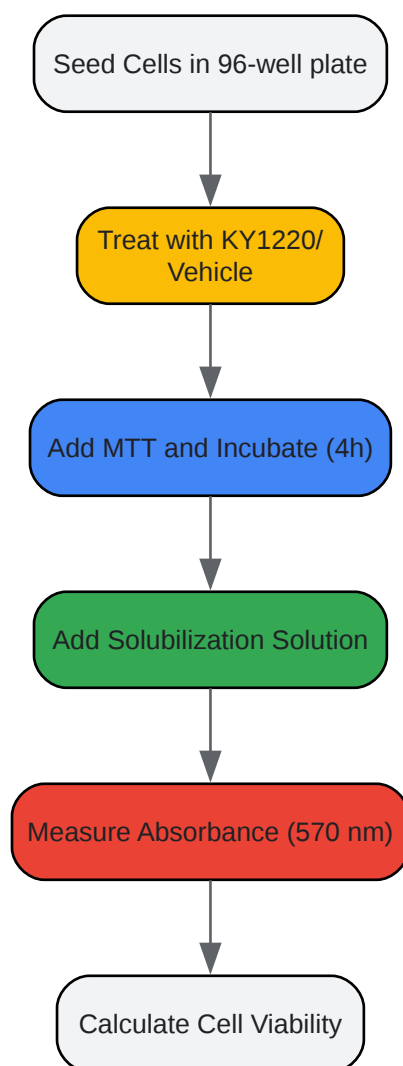 Seed Cells in 96-well plate
Treat with KY1220/
Vehicle
Add MTT and Incubate (4h)
Add Solubilization Solution
Measure Absorbance (570 nm)
Calculate Cell Viability